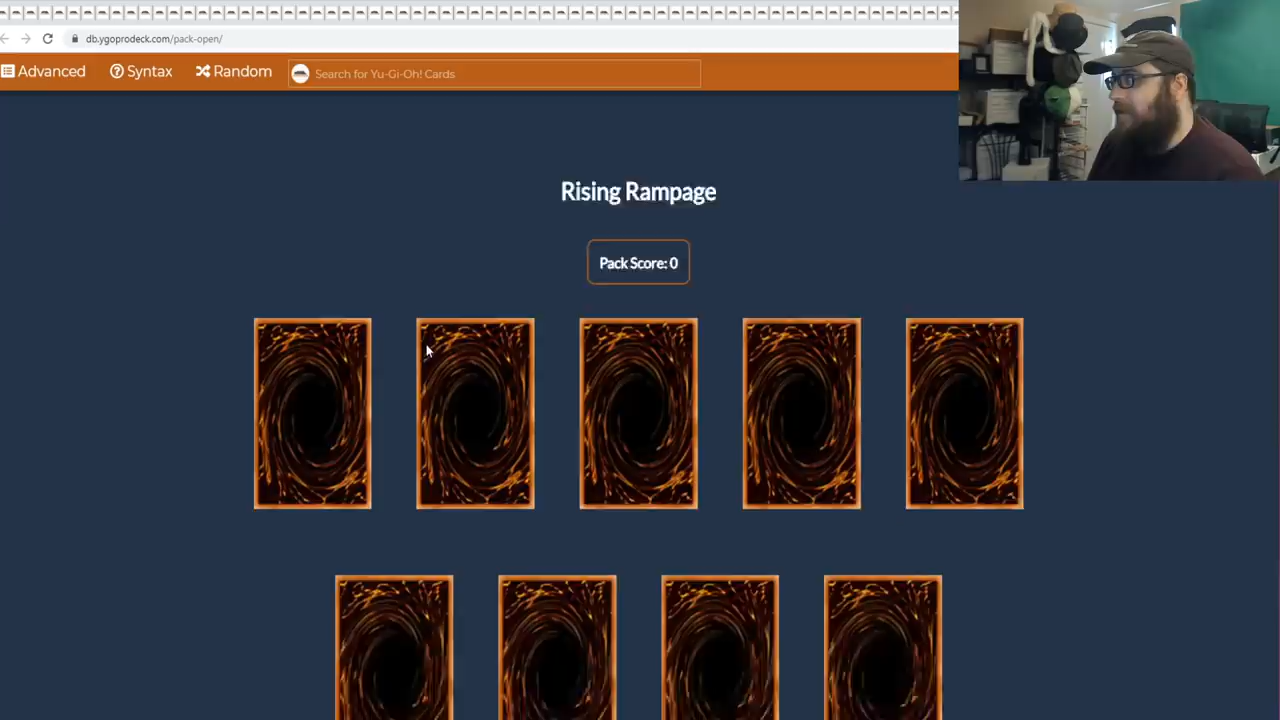 db.ygoprodeck.com/pack-open/
Advanced
Syntax
Random
Search for Yu-Gi-Oh! Cards
Rising Rampage
Pack Score: 0